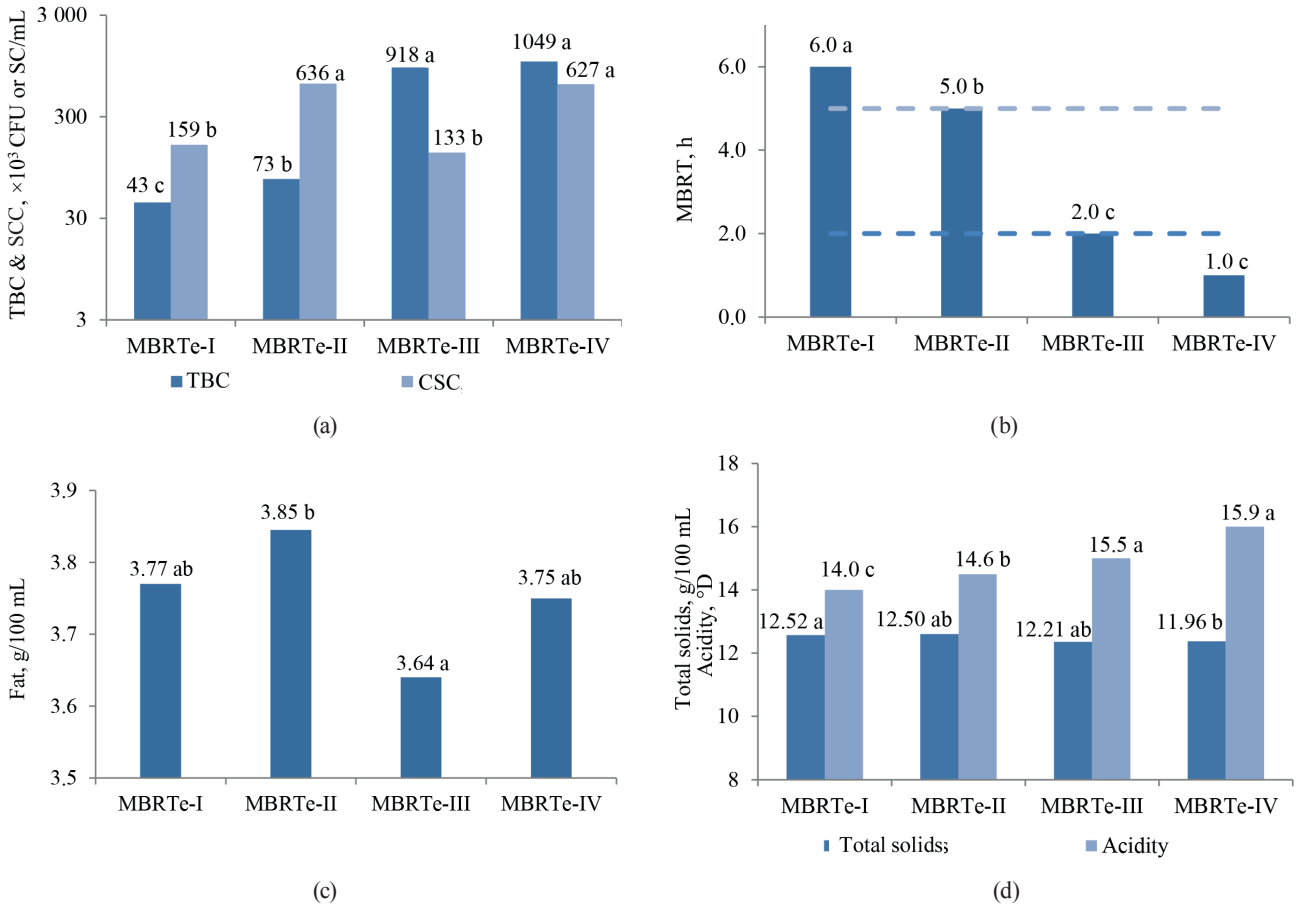 TBC & SCC, ×10³ CFU or SC/mL
3 000
300
30
3
43 c
159 b
73 b
636 a
918 a
133 b
1049 a
627 a
MBRTe-I
MBRTe-II
MBRTe-III
MBRTe-IV
TBC
CSC
(a)
MBRT, h
6.0
4.0
2.0
0.0
6.0 a
5.0 b
2.0 c
1.0 c
MBRTe-I
MBRTe-II
MBRTe-III
MBRTe-IV
(b)
Fat, g/100 mL
3.9
3.8
3.7
3.6
3.5
3.77 ab
3.85 b
3.64 a
3.75 ab
MBRTe-I
MBRTe-II
MBRTe-III
MBRTe-IV
(c)
Total solids, g/100 mL
Acidity, °D
18
16
14
12
10
8
12.52 a
14.0 c
12.50 ab
14.6 b
12.21 ab
15.5 a
11.96 b
15.9 a
MBRTe-I
MBRTe-II
MBRTe-III
MBRTe-IV
Total solids;
Acidity
(d)